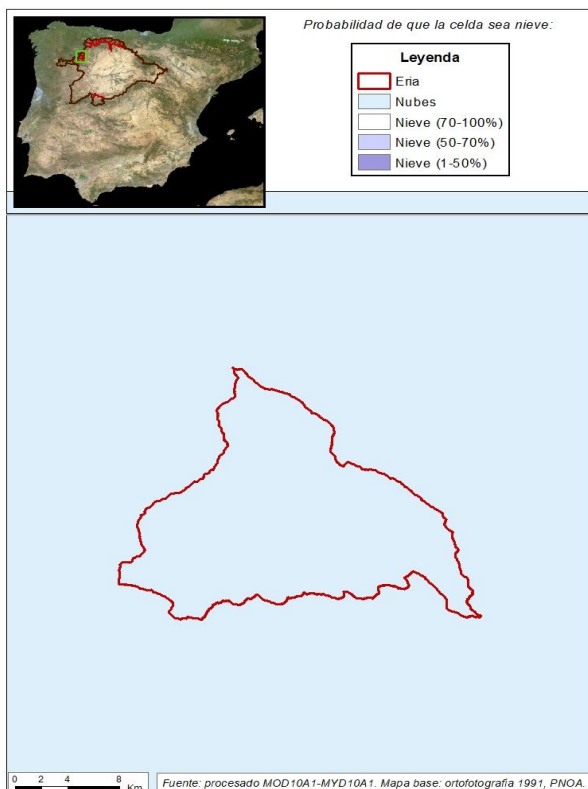 Probabilidad de que la celda sea nieve:
Leyenda
Eria
Nubes
Nieve (70-100%)
Nieve (50-70%)
Nieve (1-50%)
0 2 4 8
Km
Fuente: procesado MOD10A1-MYD10A1. Mapa base: ortofotografia 1991, PNOA